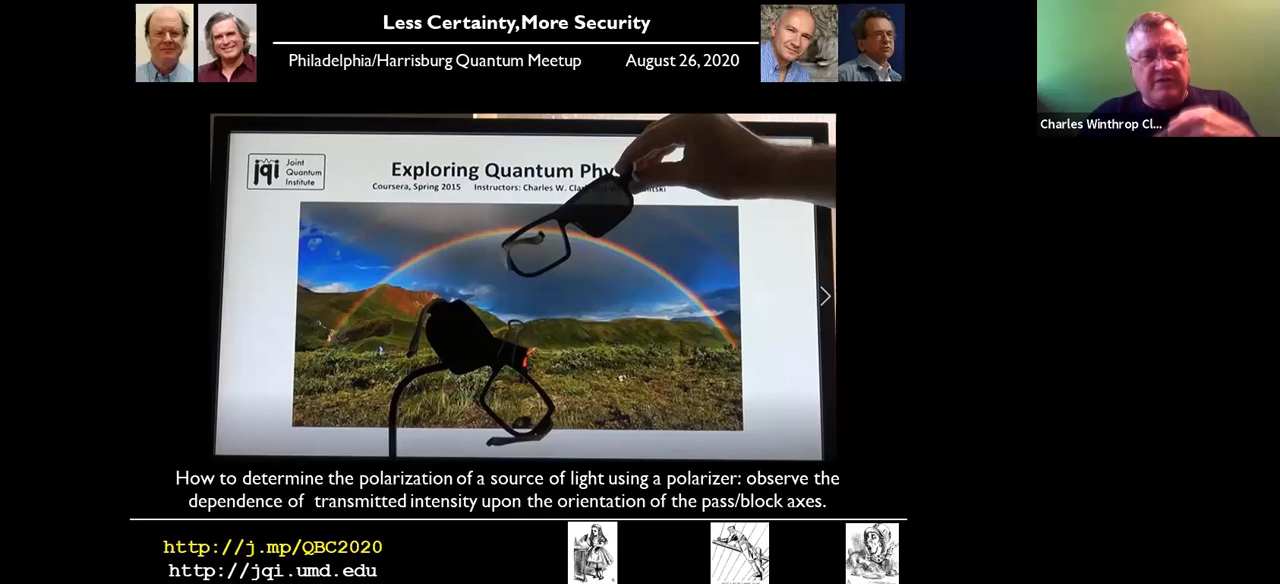 Less Certainty,More Security
Philadelphia/Harrisburg Quantum Meetup August 26, 2020
Charles Winthrop Cl...
jqi Joint
Quantum
Institute
Exploring Quantum
Coursera, Spring 2015 Instructors: Charles W.
How to determine the polarization of a source of light using a polarizer: observe the
dependence of transmitted intensity upon the orientation of the pass/block axes.
http://j.mp/QBC2020
http://jqi.umd.edu